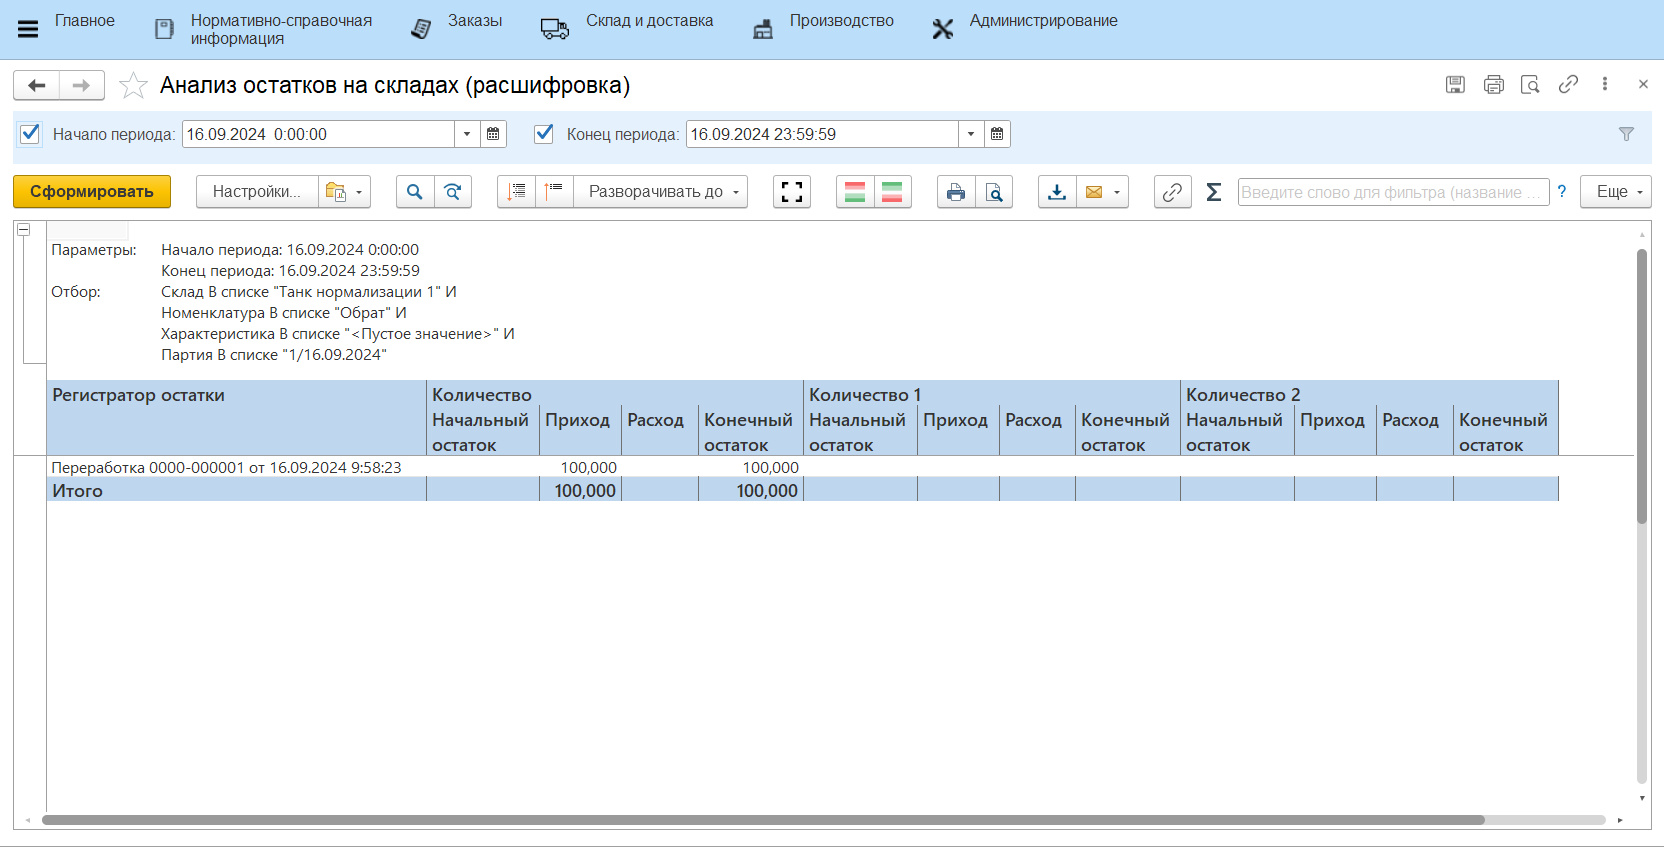 Главное
Нормативно-справочная
информация
Заказы
Склад и доставка
Производство
Администрирование
Анализ остатков на складах (расшифровка)
Начало периода: 16.09.2024 0:00:00
Конец периода: 16.09.2024 23:59:59
Сформировать
Настройки...
Разворачивать до
Σ
Введите слово для фильтра (название ...
?
Еще
Параметры: Начало периода: 16.09.2024 0:00:00
Конец периода: 16.09.2024 23:59:59
Отбор: Склад В списке "Танк нормализации 1" И
Номенклатура В списке "Обрат" И
Характеристика В списке "<Пустое значение>" И
Партия В списке "1/16.09.2024"
Регистратор остатки Количество Количество 1 Количество 2
Начальный Приход Расход Конечный Начальный Приход Расход Конечный Начальный Приход Расход Конечный
остаток остаток остаток остаток остаток остаток
Переработка 0000-000001 от 16.09.2024 9:58:23 100,000 100,000
Итого 100,000 100,000